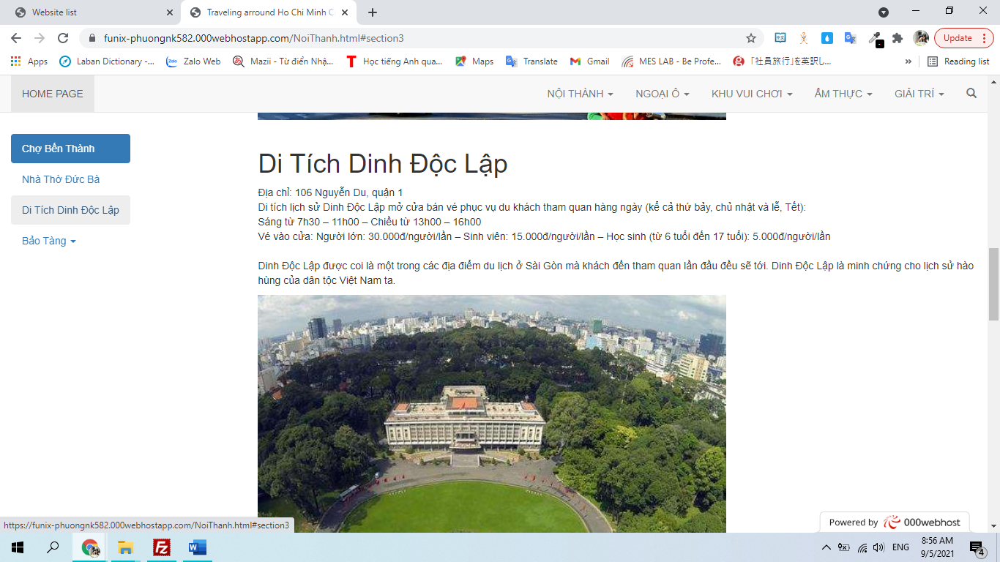 Website list
Traveling arround Ho Chi Minh C
funix-phuongnk582.000webhostapp.com/NoiThanh.html#section3
Update
Apps
Laban Dictionary -...
Zalo Web
Mazii - Từ điển Nhậ...
Học tiếng Anh qua...
Maps
Translate
Gmail
MES LAB - Be Profe...
「社員旅行」を英訳し...
»
Reading list
HOME PAGE
NỘI THÀNH
NGOẠI Ô
KHU VUI CHƠI
ẨM THỰC
GIẢI TRÍ
Chợ Bến Thành
Nhà Thờ Đức Bà
Di Tích Dinh Độc Lập
Bảo Tàng
Di Tích Dinh Độc Lập
Địa chỉ: 106 Nguyễn Du, quận 1
Di tích lịch sử Dinh Độc Lập mở cửa bán vé phục vụ du khách tham quan hàng ngày (kể cả thứ bảy, chủ nhật và lễ, Tết):
Sáng từ 7h30 – 11h00 – Chiều từ 13h00 – 16h00
Vé vào cửa: Người lớn: 30.000đ/người/lần – Sinh viên: 15.000đ/người/lần – Học sinh (từ 6 tuổi đến 17 tuổi): 5.000đ/người/lần
Dinh Độc Lập được coi là một trong các địa điểm du lịch ở Sài Gòn mà khách đến tham quan lần đầu đều sẽ tới. Dinh Độc Lập là minh chứng cho lịch sử hào
hùng của dân tộc Việt Nam ta.
https://funix-phuongnk582.000webhostapp.com/NoiThanh.html#section3
Powered by 000webhost
ENG
8:56 AM
9/5/2021
4